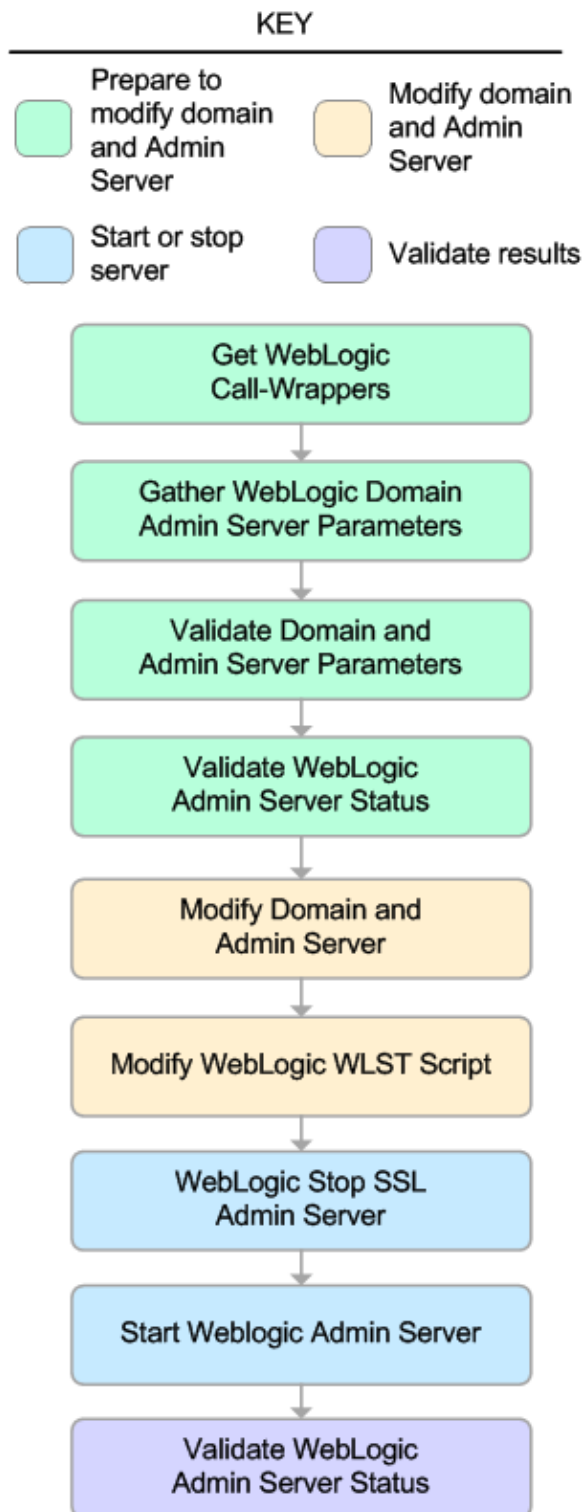 KEY
Prepare to
modify domain
and Admin
Server
Modify domain
and Admin
Server
Start or stop
server
Validate results
Get WebLogic
Call-Wrappers
Gather WebLogic Domain
Admin Server Parameters
Validate Domain and
Admin Server Parameters
Validate WebLogic
Admin Server Status
Modify Domain and
Admin Server
Modify WebLogic WLST Script
WebLogic Stop SSL
Admin Server
Start Weblogic Admin Server
Validate WebLogic
Admin Server Status